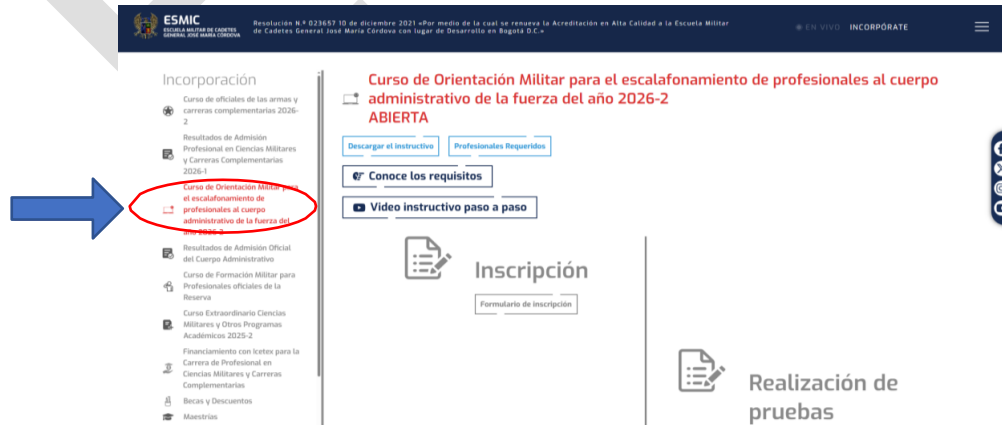 ESMIC
ESCUELA MILITAR DE CADETES
GENERAL JOSÉ MARÍA CÓRDOVA
Resolución N.º 023657 10 de diciembre 2021 «Por medio de la cual se renueva la Acreditación en Alta Calidad a la Escuela Militar
de Cadetes General José María Córdova con lugar de Desarrollo en Bogotá D.C.»
EN VIVO
INCORPÓRATE
Incorporación
Curso de oficiales de las armas y
carreras complementarias 2026-
2
Resultados de Admisión
Profesional en Ciencias Militares
y Carreras Complementarias
2026-1
Curso de Orientación Militar para
el escalafonamiento de
profesionales al cuerpo
administrativo de la fuerza del
año 2026-2
Resultados de Admisión Oficial
del Cuerpo Administrativo
Curso de Formación Militar para
Profesionales oficiales de la
Reserva
Curso Extraordinario Ciencias
Militares y Otros Programas
Académicos 2025-2
Financiamiento con Icetex para la
Carrera de Profesional en
Ciencias Militares y Carreras
Complementarias
Becas y Descuentos
Maestrías
Curso de Orientación Militar para el escalafonamiento de profesionales al cuerpo
administrativo de la fuerza del año 2026-2
ABIERTA
Descargar el instructivo
Profesionales Requeridos
Conoce los requisitos
Video instructivo paso a paso
Inscripción
Formulario de inscripción
Realización de
pruebas